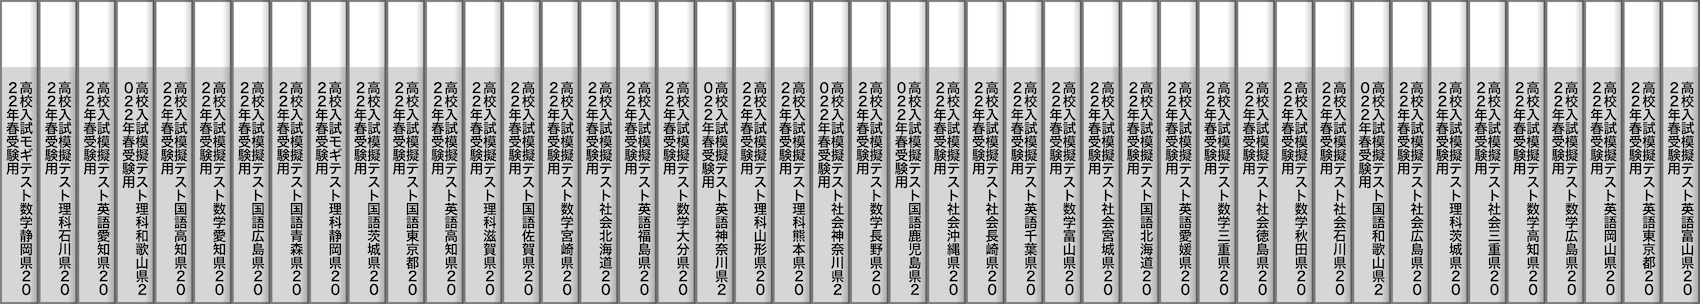 高校入試モギテスト数学静岡県２０
２２年春受験用
高校入試模擬テスト理科石川県２０
２２年春受験用
高校入試模擬テスト英語愛知県２０
２２年春受験用
高校入試模擬テスト理科和歌山県２
０２２年春受験用
高校入試模擬テスト国語高知県２０
２２年春受験用
高校入試模擬テスト数学愛知県２０
２２年春受験用
高校入試模擬テスト国語広島県２０
２２年春受験用
高校入試模擬テスト国語青森県２０
２２年春受験用
高校入試モギテスト理科静岡県２０
２２年春受験用
高校入試模擬テスト国語茨城県２０
２２年春受験用
高校入試模擬テスト国語東京都２０
２２年春受験用
高校入試模擬テスト英語高知県２０
２２年春受験用
高校入試模擬テスト理科滋賀県２０
２２年春受験用
高校入試模擬テスト国語佐賀県２０
２２年春受験用
高校入試模擬テスト数学宮崎県２０
２２年春受験用
高校入試模擬テスト社会北海道２０
２２年春受験用
高校入試模擬テスト英語福島県２０
２２年春受験用
高校入試模擬テスト数学大分県２０
２２年春受験用
高校入試模擬テスト英語神奈川県２
０２２年春受験用
高校入試模擬テスト理科山形県２０
２２年春受験用
高校入試模擬テスト理科熊本県２０
２２年春受験用
高校入試模擬テスト社会神奈川県２
０２２年春受験用
高校入試模擬テスト数学長野県２０
２２年春受験用
高校入試模擬テスト国語鹿児島県２
０２２年春受験用
高校入試模擬テスト社会沖縄県２０
２２年春受験用
高校入試模擬テスト社会長崎県２０
２２年春受験用
高校入試模擬テスト英語千葉県２０
２２年春受験用
高校入試模擬テスト数学富山県２０
２２年春受験用
高校入試模擬テスト社会宮城県２０
２２年春受験用
高校入試模擬テスト国語北海道２０
２２年春受験用
高校入試模擬テスト英語愛媛県２０
２２年春受験用
高校入試模擬テスト数学三重県２０
２２年春受験用
高校入試模擬テスト社会徳島県２０
２２年春受験用
高校入試模擬テスト数学秋田県２０
２２年春受験用
高校入試模擬テスト社会石川県２０
２２年春受験用
高校入試模擬テスト国語和歌山県２
０２２年春受験用
高校入試模擬テスト社会広島県２０
２２年春受験用
高校入試模擬テスト理科茨城県２０
２２年春受験用
高校入試模擬テスト社会三重県２０
２２年春受験用
高校入試模擬テスト数学高知県２０
２２年春受験用
高校入試模擬テスト数学広島県２０
２２年春受験用
高校入試模擬テスト英語岡山県２０
２２年春受験用
高校入試模擬テスト英語東京都２０
２２年春受験用
高校入試模擬テスト英語富山県２０
２２年春受験用